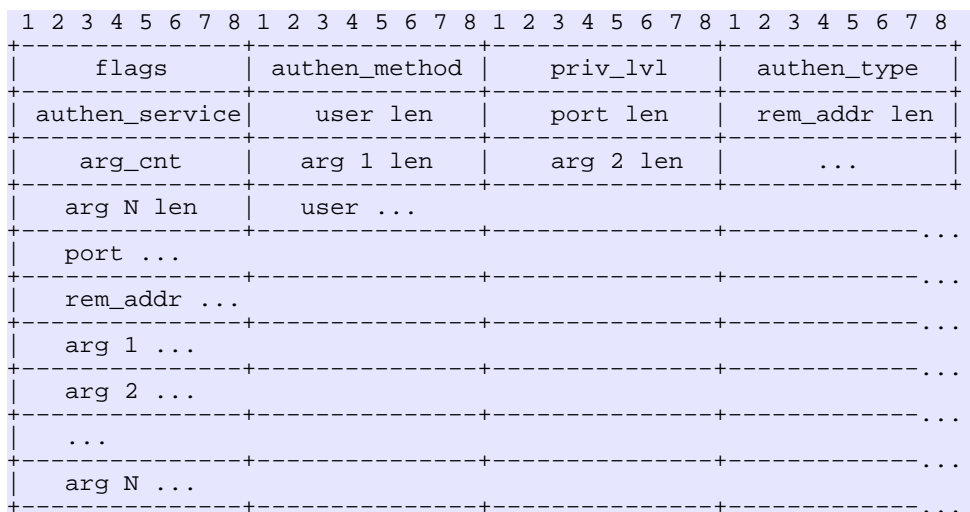 1 2 3 4 5 6 7 8 1 2 3 4 5 6 7 8 1 2 3 4 5 6 7 8 1 2 3 4 5 6 7 8
+---------------+---------------+---------------+---------------+
|     flags     | authen_method |    priv_lvl   |  authen_type  |
+---------------+---------------+---------------+---------------+
| authen_service|    user len   |    port len   |  rem_addr len |
+---------------+---------------+---------------+---------------+
|    arg_cnt    |   arg 1 len   |   arg 2 len   |      ...      |
+---------------+---------------+---------------+---------------+
|   arg N len   |   user ...
+---------------+---------------+---------------+-------------...
|   port ...
+---------------+---------------+---------------+-------------...
|   rem_addr ...
+---------------+---------------+---------------+-------------...
|   arg 1 ...
+---------------+---------------+---------------+-------------...
|   arg 2 ...
+---------------+---------------+---------------+-------------...
|   ...
+---------------+---------------+---------------+-------------...
|   arg N ...
+---------------+---------------+---------------+-------------...